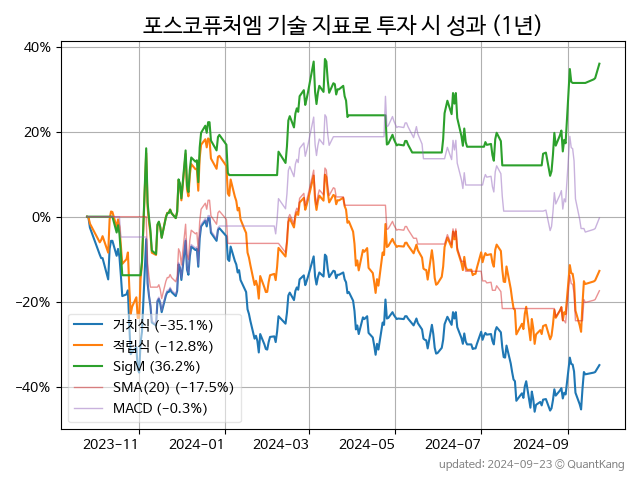 포스코퓨처엠 기술 지표로 투자 시 성과 (1년)
40%
20%
0%
−20%
−40%
거치식 (−35.1%)
적립식 (−12.8%)
SigM (36.2%)
SMA(20) (−17.5%)
MACD (−0.3%)
2023-11 2024-01 2024-03 2024-05 2024-07 2024-09
updated: 2024-09-23 ⓒ QuantKang